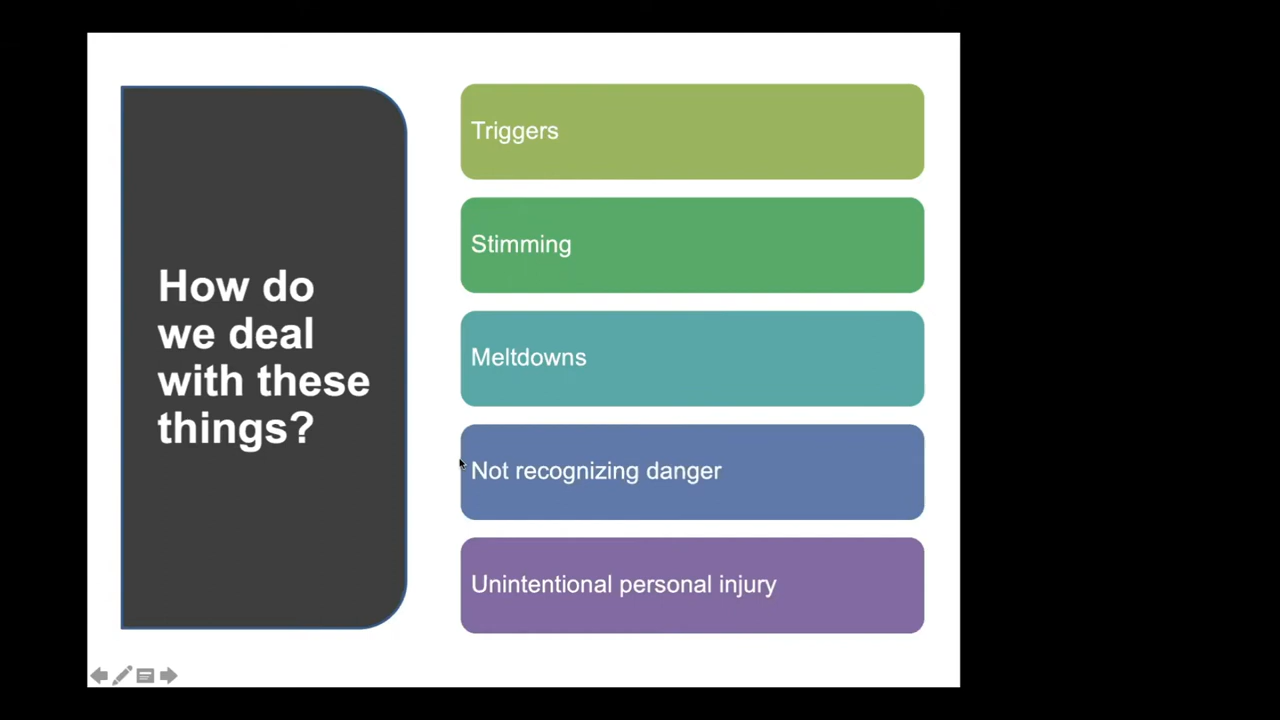 How do
we deal
with these
things?
Triggers
Stimming
Meltdowns
Not recognizing danger
Unintentional personal injury